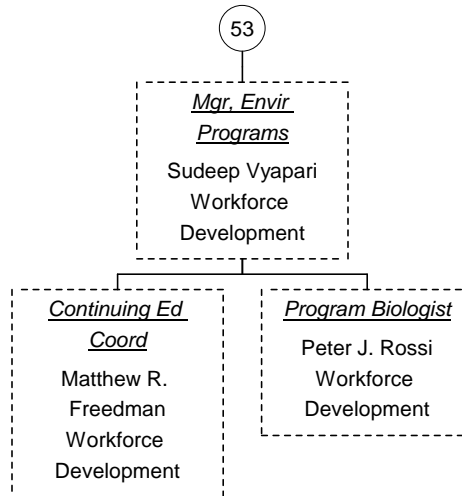 53
Mgr, Envir
Programs
Sudeep Vyapari
Workforce
Development
Continuing Ed
Coord
Matthew R.
Freedman
Workforce
Development
Program Biologist
Peter J. Rossi
Workforce
Development